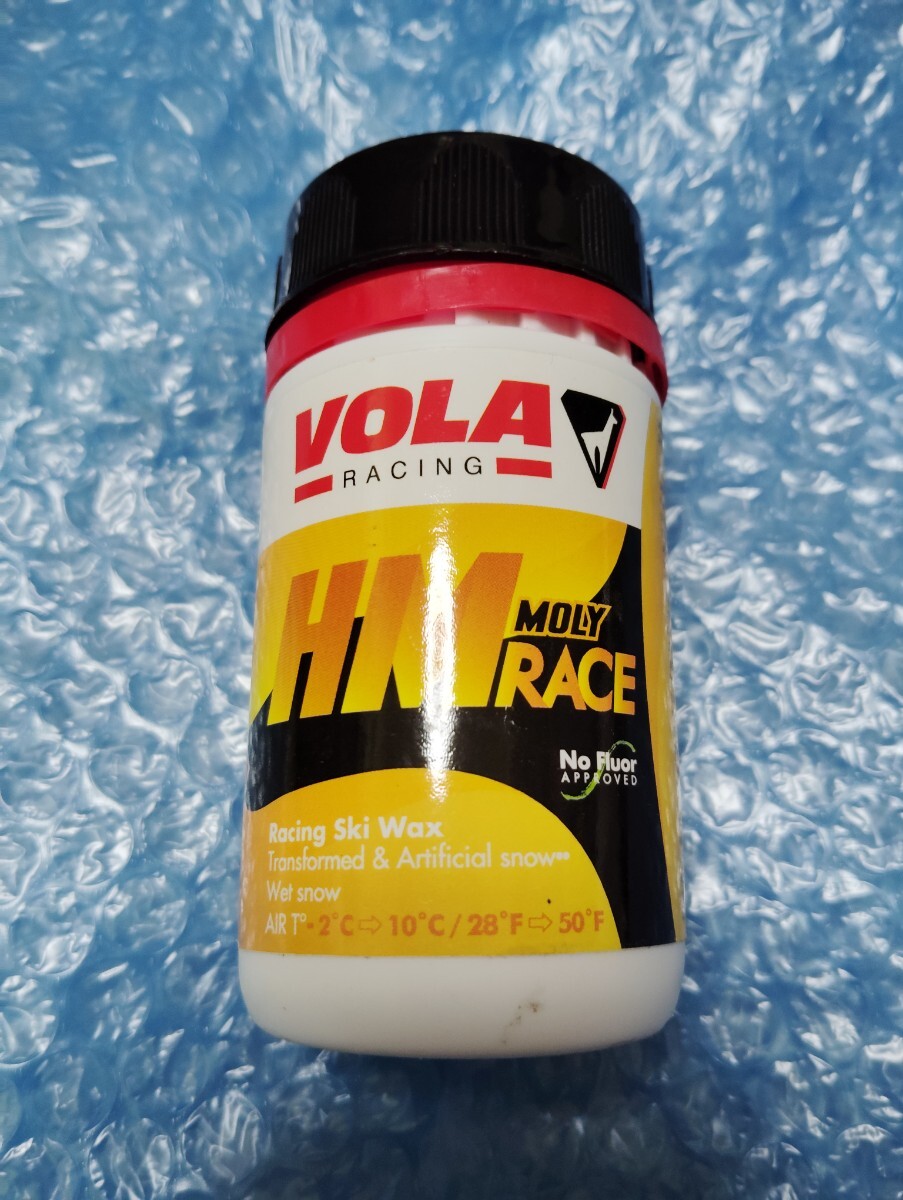 VOLA
RACING
HM MOLY
RACE
No Fluor
APPROVED
Racing Ski Wax
Transformed & Artificial snow**
Wet snow
AIR T° -2°C ⇨ 10°C / 28°F ⇨ 50°F